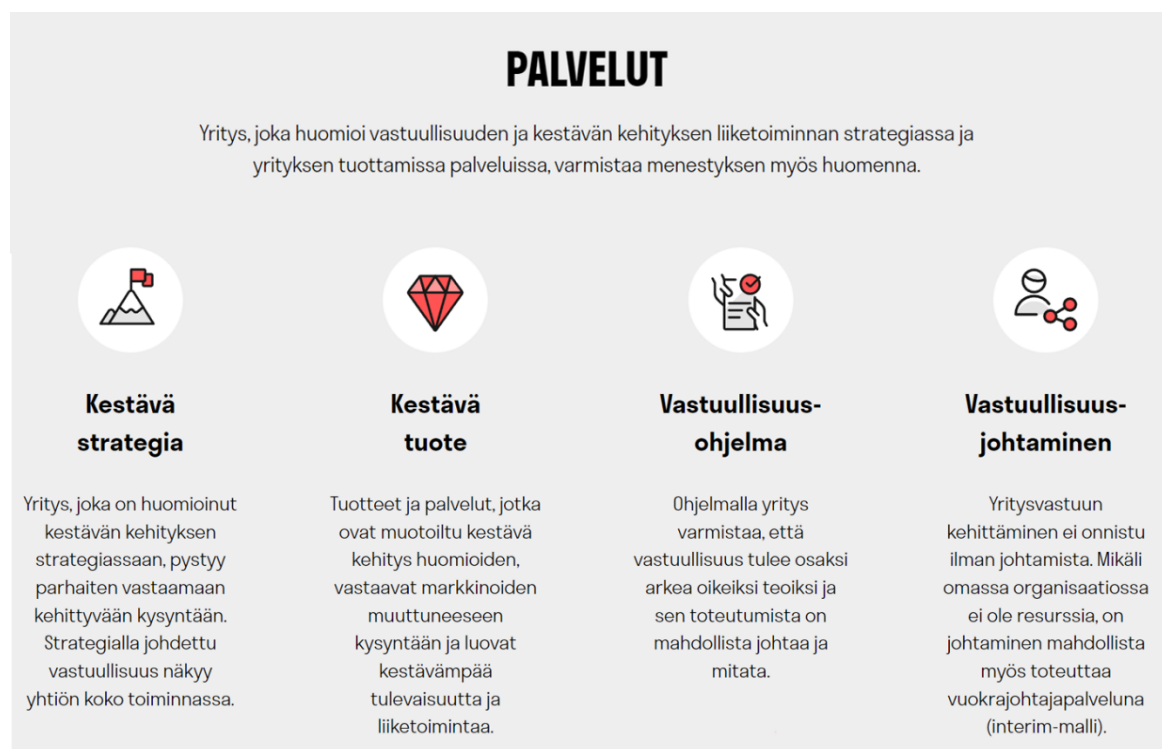 PALVELUT
Yritys, joka huomioi vastuullisuuden ja kestävän kehityksen liiketoiminnan strategiassa ja
yrityksen tuottamissa palveluissa, varmistaa menestyksen myös huomenna.
Kestävä
strategia
Yritys, joka on huomioinut
kestävän kehityksen
strategiassaan, pystyy
parhaiten vastaamaan
kehittyvään kysyntään.
Strategialla johdettu
vastuullisuus näkyy
yhtiön koko toiminnassa.
Kestävä
tuote
Tuotteet ja palvelut, jotka
ovat muotoiltu kestävä
kehitys huomioiden,
vastaavat markkinoiden
muuttuneeseen
kysyntään ja luovat
kestävämpää
tulevaisuutta ja
liiketoimintaa.
Vastuullisuus-
ohjelma
Ohjelmalla yritys
varmistaa, että
vastuullisuus tulee osaksi
arkea oikeiksi teoiksi ja
sen toteutumista on
mahdollista johtaa ja
mitata.
Vastuullisuus-
johtaminen
Yritysvastuun
kehittäminen ei onnistu
ilman johtamista. Mikäli
omassa organisaatiossa
ei ole resurssia, on
johtaminen mahdollista
myös toteuttaa
vuokrajohtajapalveluna
(interim-malli).